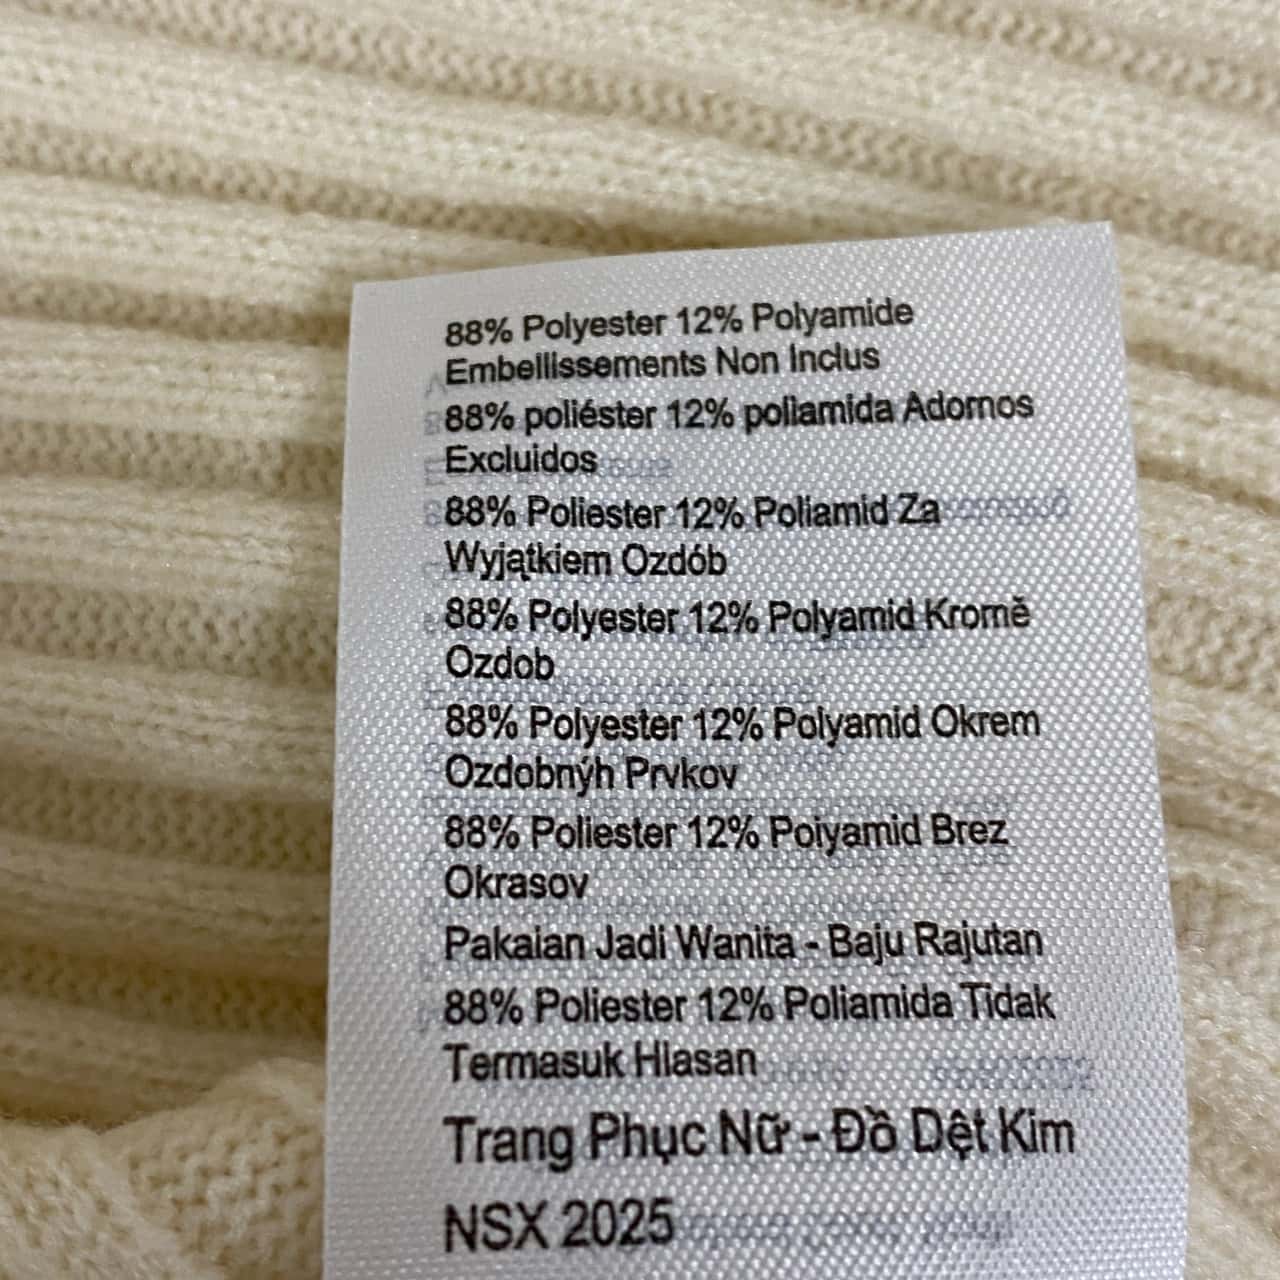 88% Polyester 12% Polyamide
Embellissements Non Inclus
88% poliéster 12% poliamida Adornos
Excluidos
88% Poliester 12% Poliamid Za
Wyjątkiem Ozdób
88% Polyester 12% Polyamid Kromě
Ozdob
88% Polyester 12% Polyamid Okrem
Ozdobnýh Prvkov
88% Poliester 12% Poiyamid Brez
Okrasov
Pakaian Jadi Wanita - Baju Rajutan
88% Poliester 12% Poliamida Tidak
Termasuk Hiasan
Trang Phục Nữ - Đồ Dệt Kim
NSX 2025